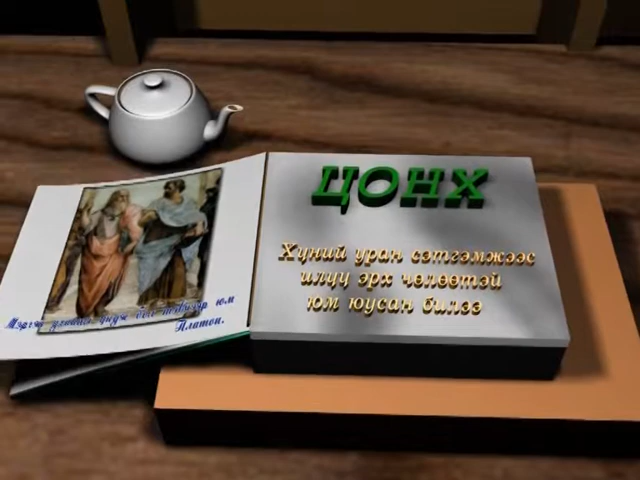 ЦОНХ
Хүний уран сэтгэмжээс
илүү эрх чөлөөтэй
юм юусан билээ
Платон.